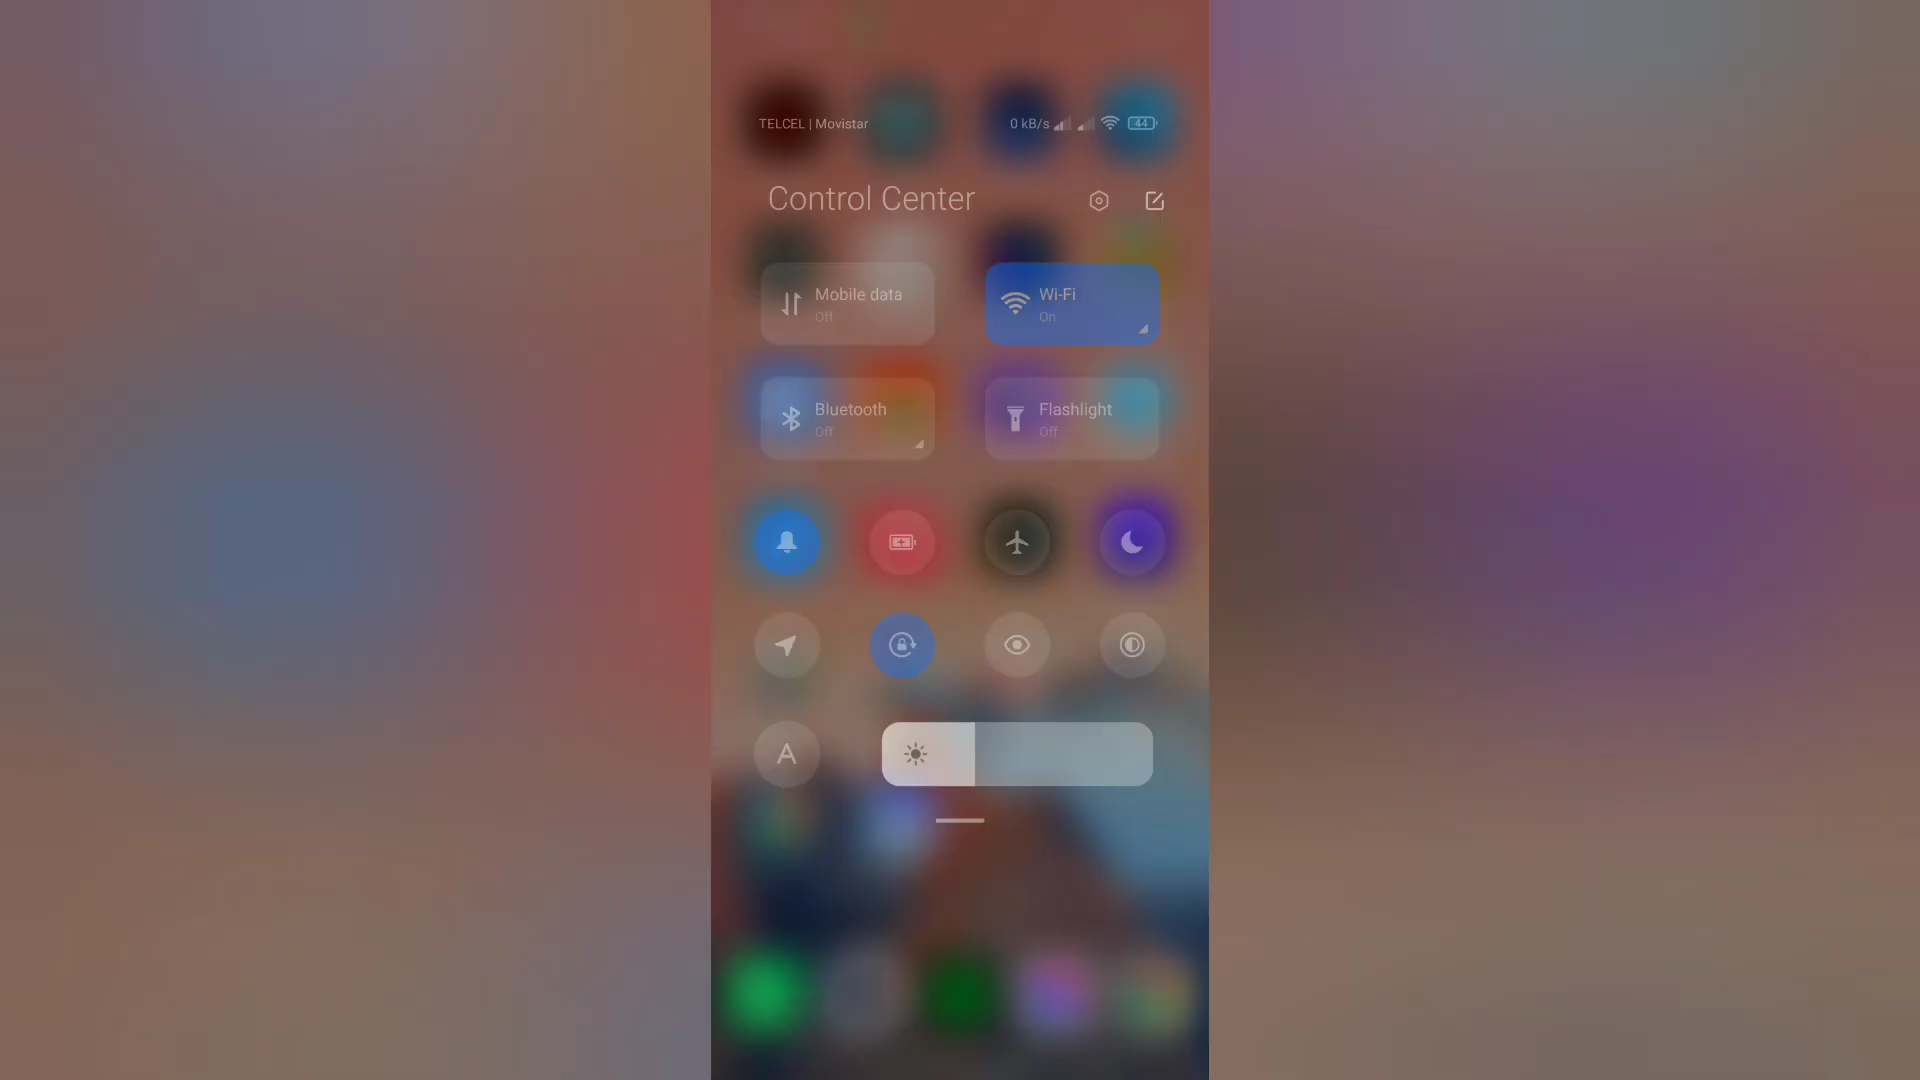 TELCEL | Movistar 0 kB/s 44
Control Center
Mobile data
Off
Wi-Fi
On
Bluetooth
Off
Flashlight
Off
A